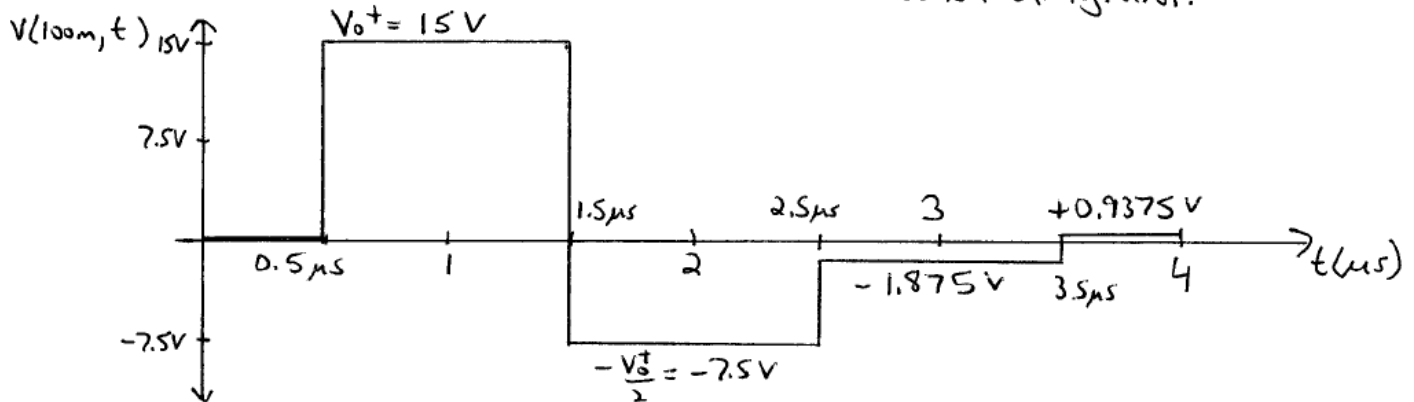 V(100m, t)
15V
V₀⁺ = 15 V
7.5V
1.5μs
2.5μs
3
+0.9375 V
0.5μs
1
2
-1.875 V
3.5μs
4
t(μs)
-7.5V
-V₀⁺/2 = -7.5 V